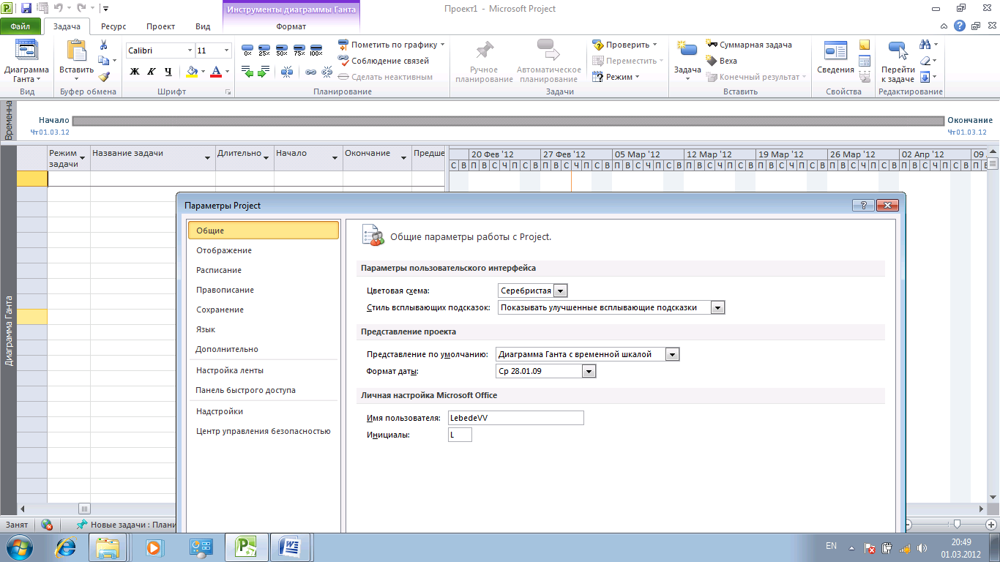 Инструменты диаграммы Ганта
Проект1 - Microsoft Project
Файл Задача Ресурс Проект Вид Формат
Диаграмма Ганта
Вид
Вставить
Буфер обмена
Calibri 11
Ж К Ч А
Шрифт
0% 25% 50% 75% 100%
Пометить по графику
Соблюдение связей
Сделать неактивным
Планирование
Ручное планирование
Автоматическое планирование
Проверить
Переместить
Режим
Задачи
Задача
Суммарная задача
Веха
Конечный результат
Вставить
Сведения
Свойства
Перейти к задаче
Редактирование
Временна
Начало
Чт01.03.12
Окончание
Чт01.03.12
Режим задачи Название задачи Длительно Начало Окончание Предше
20 Фев '12 27 Фев '12 05 Мар '12 12 Мар '12 19 Мар '12 26 Мар '12 02 Апр '12 09
С В П В С Ч П С В П В С Ч П С В П В С Ч П С В П В С Ч П С В П В С Ч П С В П В С Ч П С В П В С Ч П С В П В
Диаграмма Ганта
Параметры Project
Общие
Отображение
Расписание
Правописание
Сохранение
Язык
Дополнительно
Настройка ленты
Панель быстрого доступа
Надстройки
Центр управления безопасностью
Общие параметры работы с Project.
Параметры пользовательского интерфейса
Цветовая схема: Серебристая
Стиль всплывающих подсказок: Показывать улучшенные всплывающие подсказки
Представление проекта
Представление по умолчанию: Диаграмма Ганта с временной шкалой
Формат даты: Ср 28.01.09
Личная настройка Microsoft Office
Имя пользователя: LebedeVV
Инициалы: L
Занят Новые задачи : Плани
EN
20:49
01.03.2012